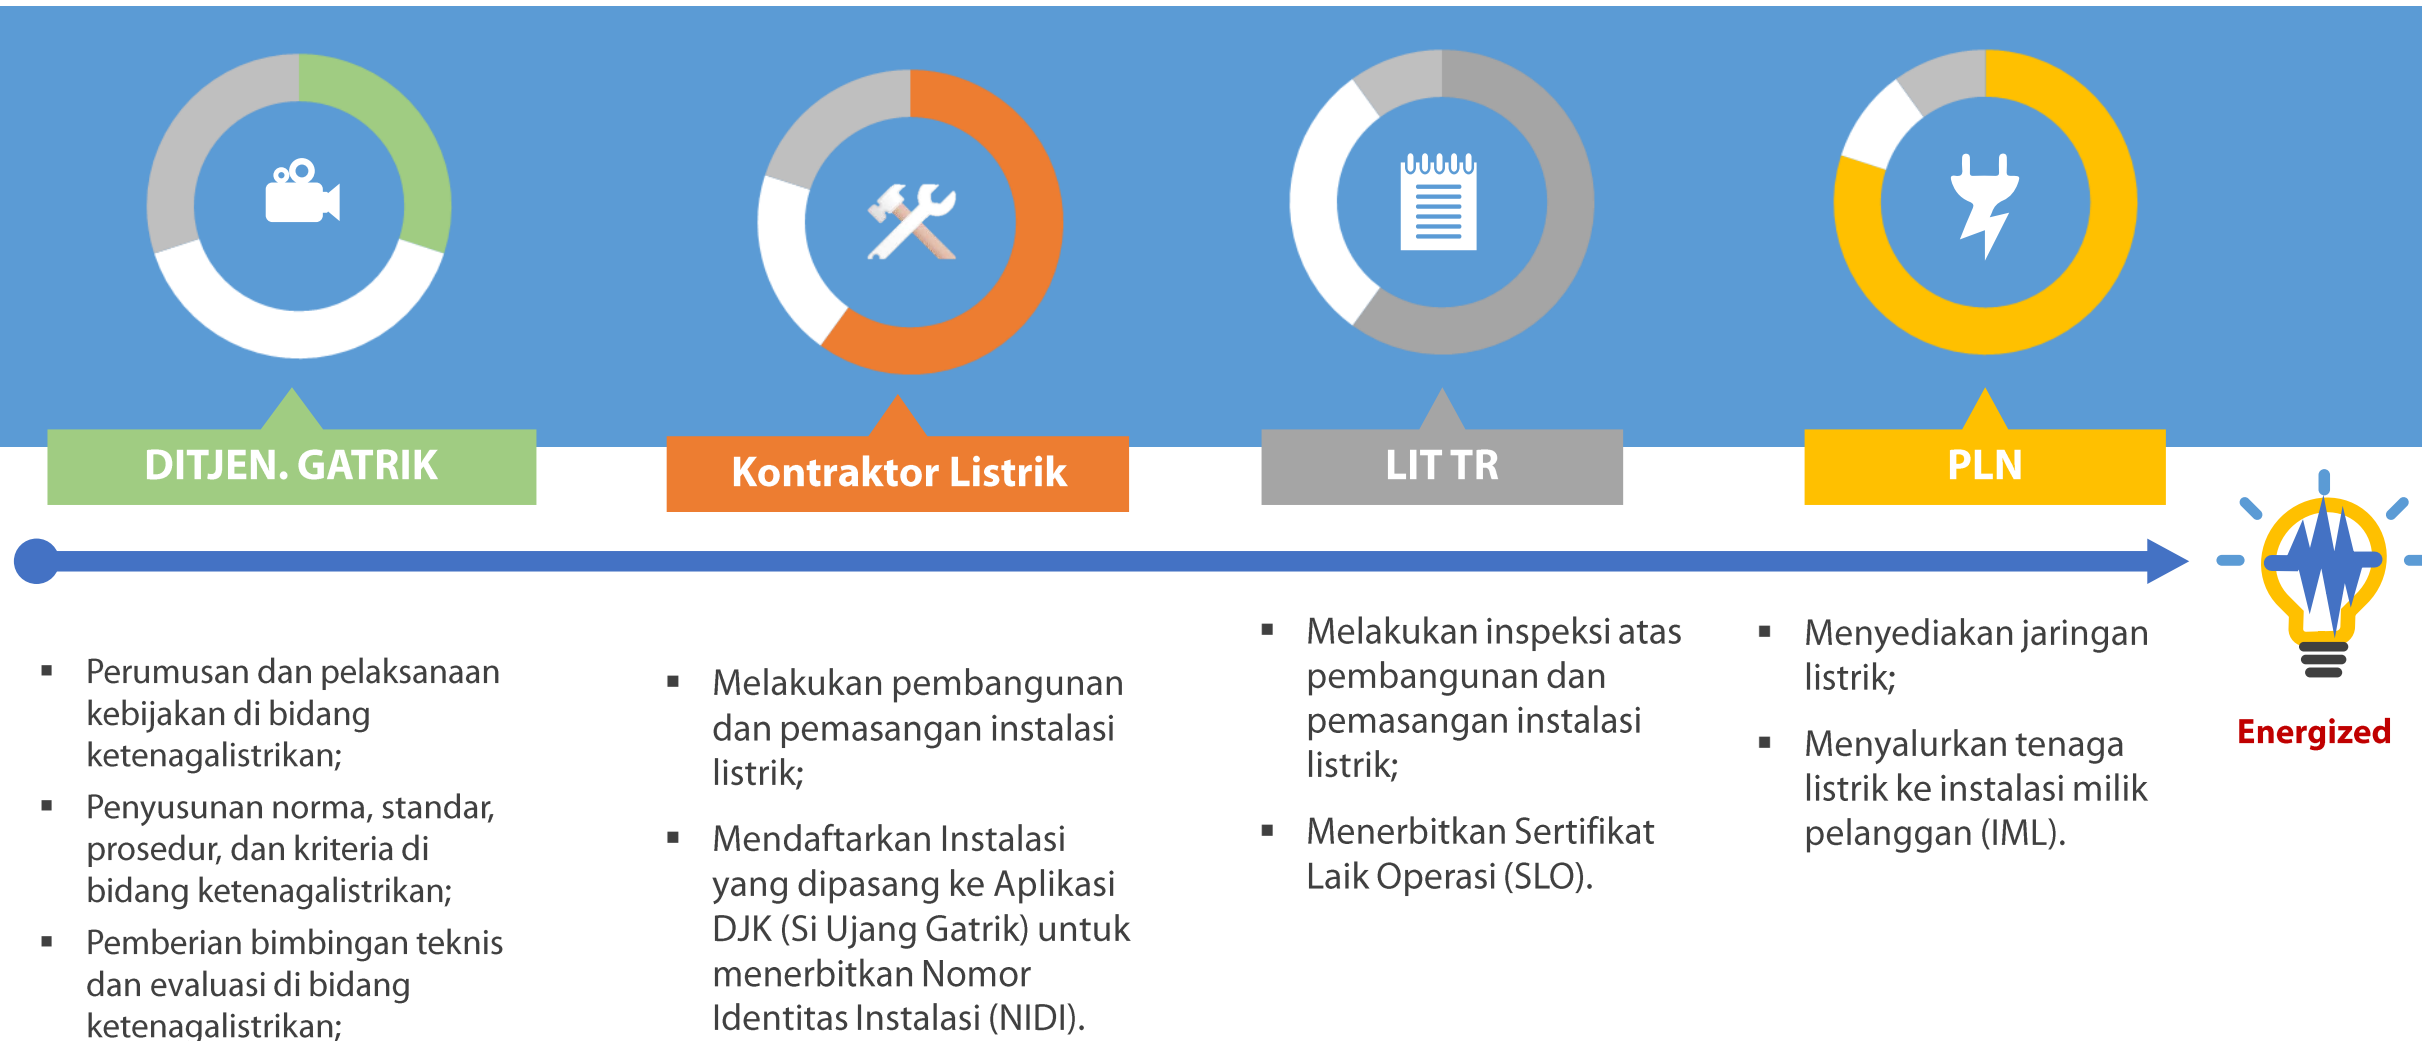 DITJEN. GATRIK
Kontraktor Listrik
LIT TR
PLN
▪ Perumusan dan pelaksanaan
kebijakan di bidang
ketenagalistrikan;
▪ Penyusunan norma, standar,
prosedur, dan kriteria di
bidang ketenagalistrikan;
▪ Pemberian bimbingan teknis
dan evaluasi di bidang
ketenagalistrikan;
▪ Melakukan pembangunan
dan pemasangan instalasi
listrik;
▪ Mendaftarkan Instalasi
yang dipasang ke Aplikasi
DJK (Si Ujang Gatrik) untuk
menerbitkan Nomor
Identitas Instalasi (NIDI).
▪ Melakukan inspeksi atas
pembangunan dan
pemasangan instalasi
listrik;
▪ Menerbitkan Sertifikat
Laik Operasi (SLO).
▪ Menyediakan jaringan
listrik;
▪ Menyalurkan tenaga
listrik ke instalasi milik
pelanggan (IML).
Energized